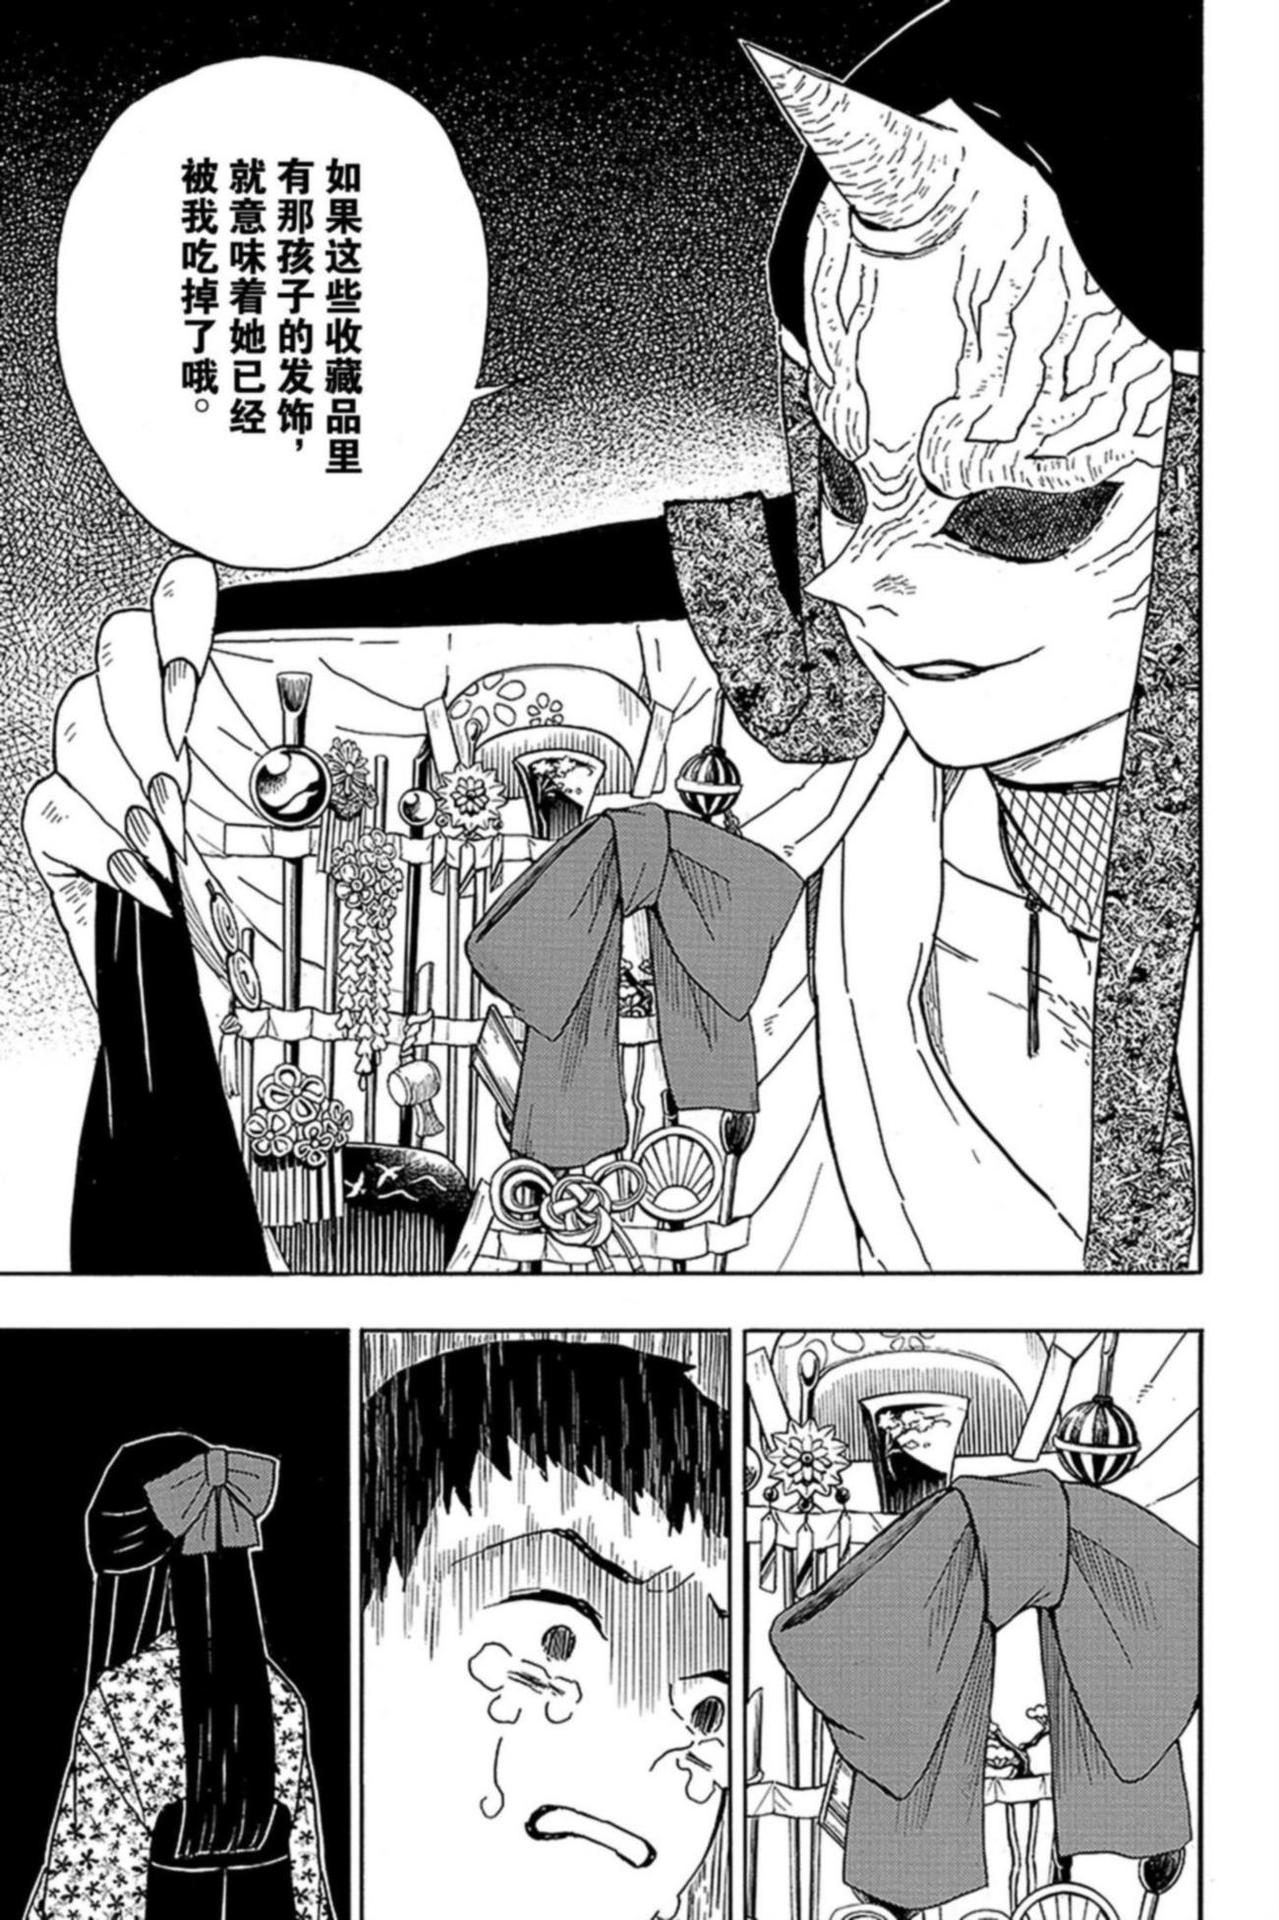 如果这些收藏品里
有那孩子的发饰，
就意味着她已经
被我吃掉了哦。